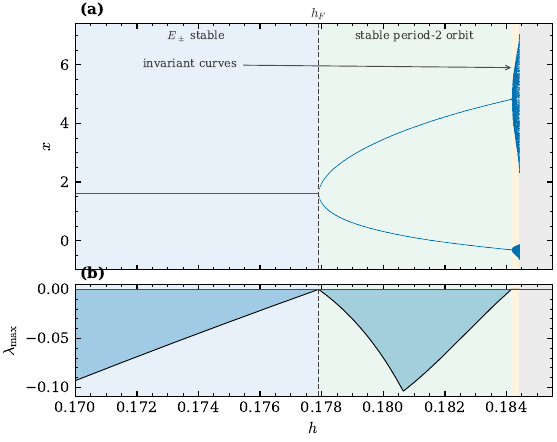 (a)
h_F
E_± stable
stable period-2 orbit
invariant curves
x
6
4
2
0
(b)
λ_max
0.00
−0.05
−0.10
0.170 0.172 0.174 0.176 0.178 0.180 0.182 0.184
h